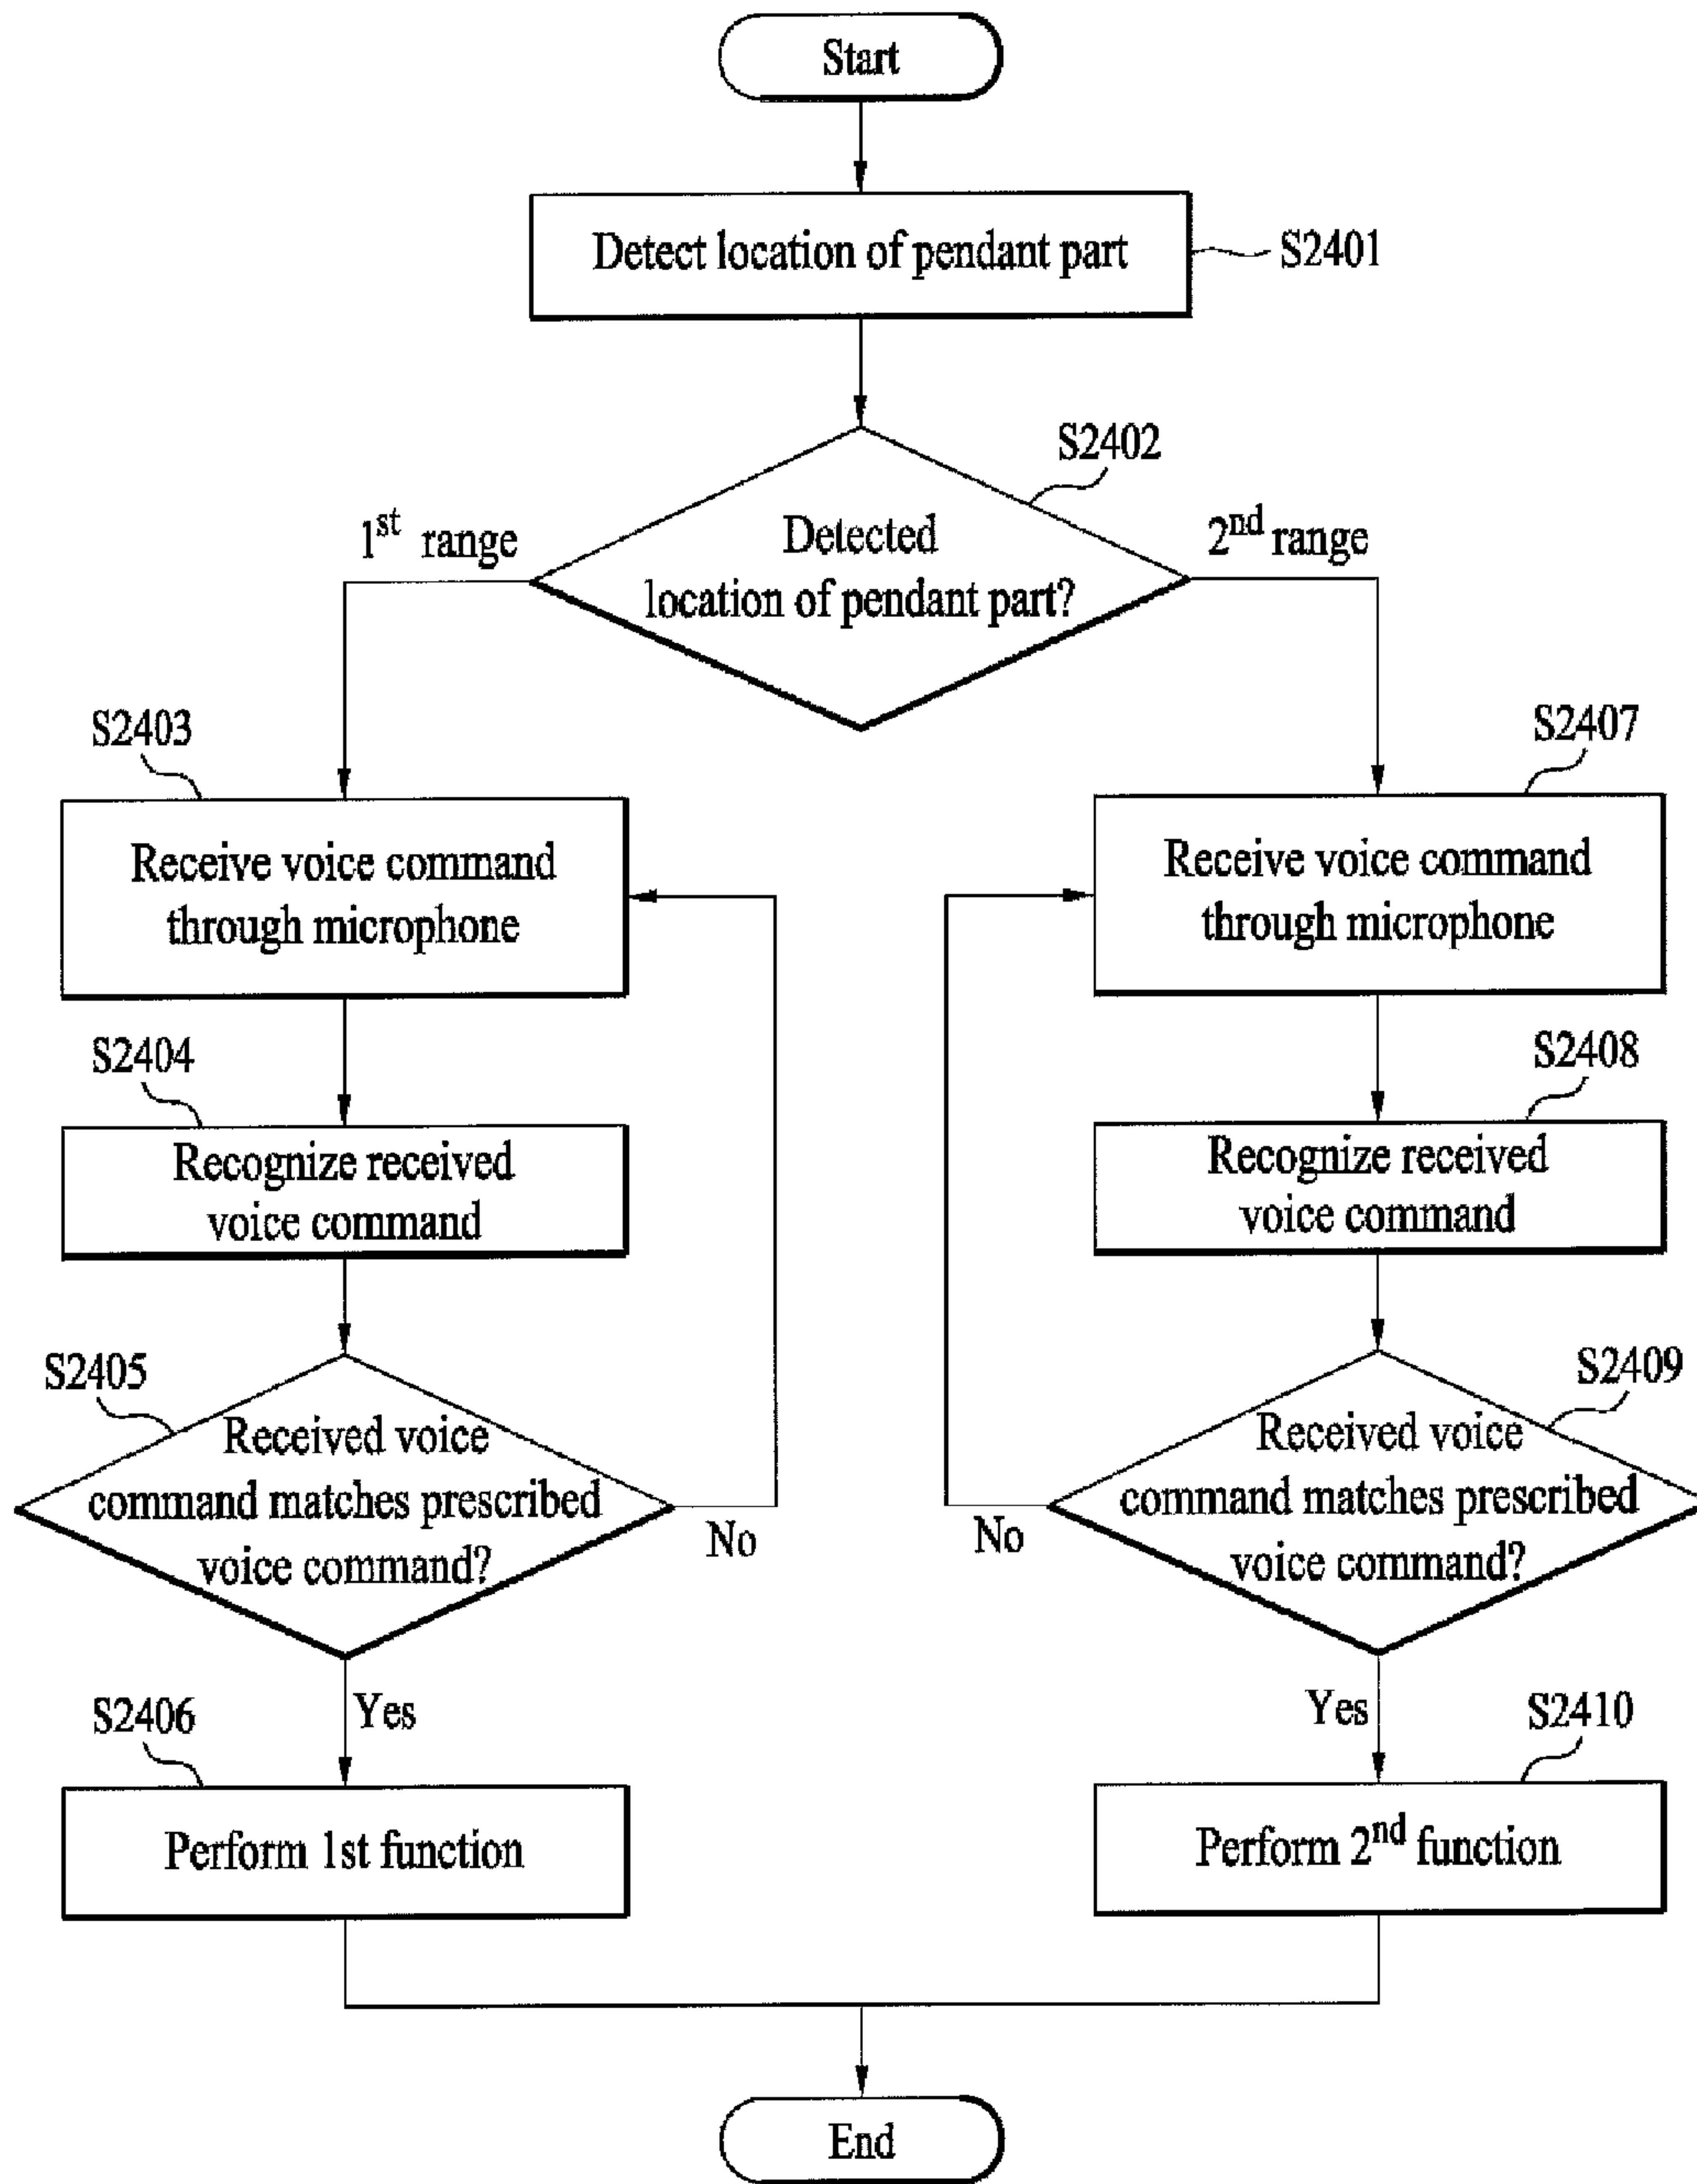 Start
Detect location of pendant part
S2401
S2402
1st range
Detected
location of pendant part?
2nd range
S2403
Receive voice command
through microphone
S2404
Recognize received
voice command
S2405
Received voice
command matches prescribed
voice command?
No
Yes
S2406
Perform 1st function
S2407
Receive voice command
through microphone
S2408
Recognize received
voice command
S2409
Received voice
command matches prescribed
voice command?
No
Yes
S2410
Perform 2nd function
End